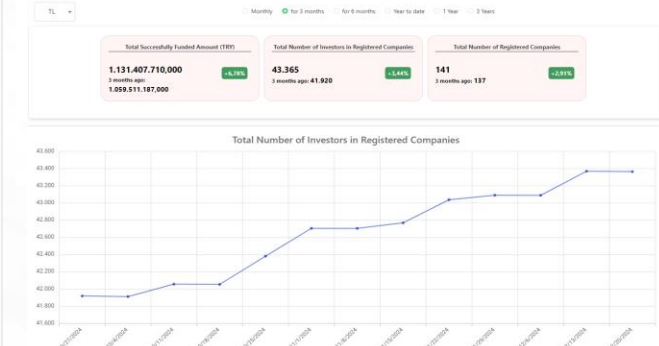 TL
Monthly for 3 months for 6 months Year to date 1 Year 3 Years
Total Successfully Funded Amount (TRY)
1.131.407.710,000
+6,78%
3 months ago:
1.059.511.187,000
Total Number of Investors in Registered Companies
43.365
+3,44%
3 months ago: 41.920
Total Number of Registered Companies
141
+2,91%
3 months ago: 137
Total Number of Investors in Registered Companies
43.600
43.400
43.200
43.000
42.800
42.600
42.400
42.200
42.000
41.800
41.600